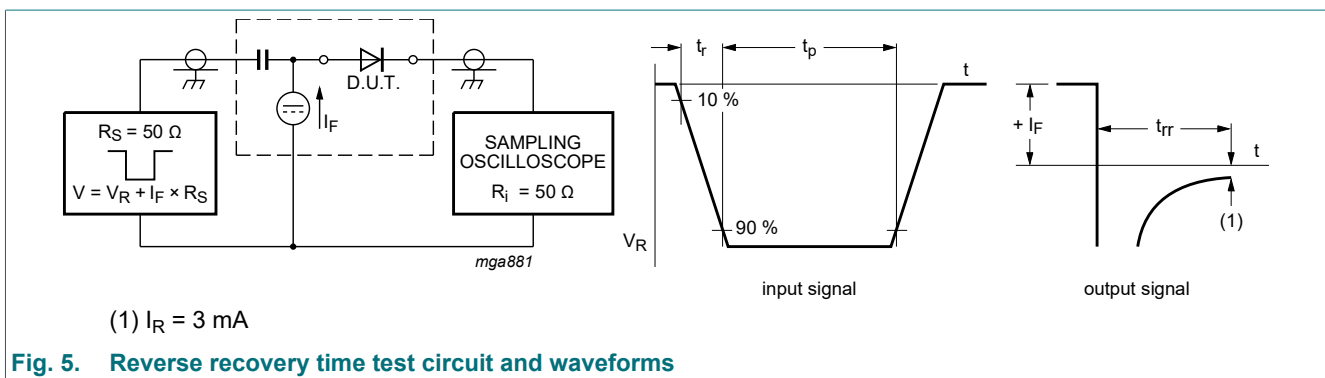 D.U.T.
I_F
R_S = 50 Ω
V = V_R + I_F × R_S
SAMPLING
OSCILLOSCOPE
R_i = 50 Ω
mga881
t_r
t_p
t
10 %
90 %
V_R
input signal
+ I_F
t_rr
t
(1)
output signal
(1) I_R = 3 mA
Fig. 5. Reverse recovery time test circuit and waveforms